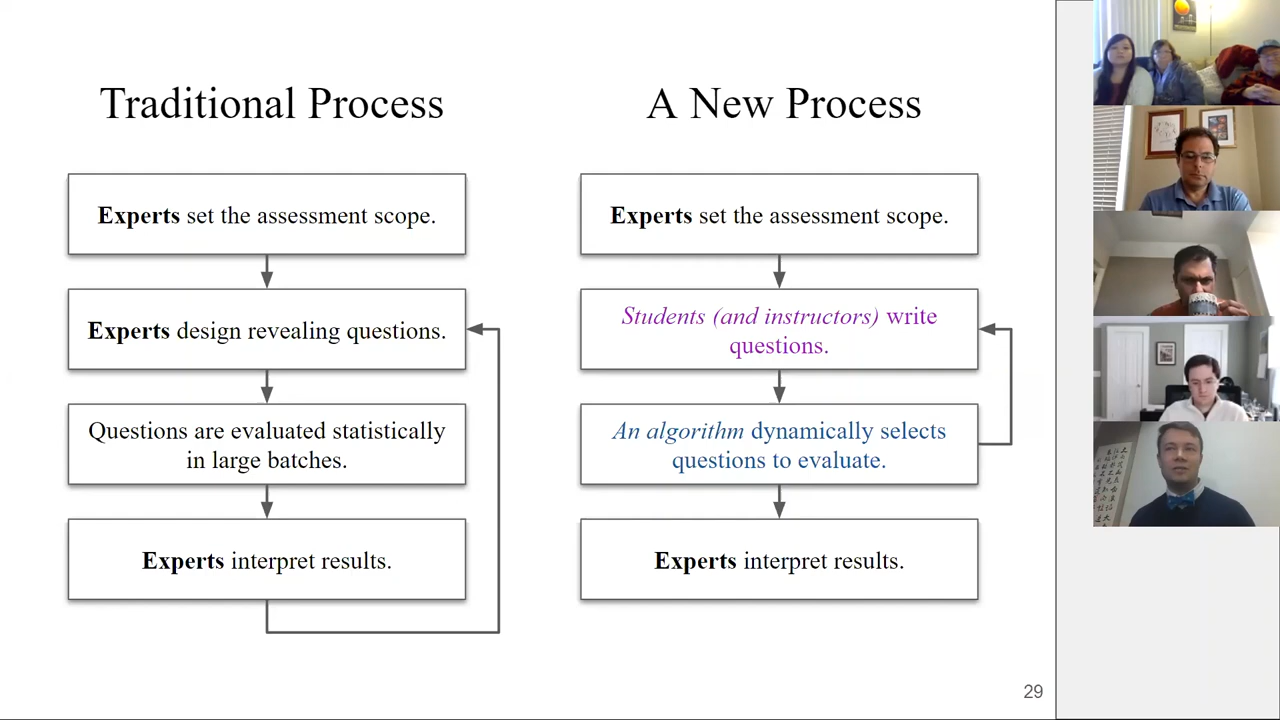 Traditional Process
Experts set the assessment scope.
Experts design revealing questions.
Questions are evaluated statistically
in large batches.
Experts interpret results.
A New Process
Experts set the assessment scope.
Students (and instructors) write
questions.
An algorithm dynamically selects
questions to evaluate.
Experts interpret results.
29